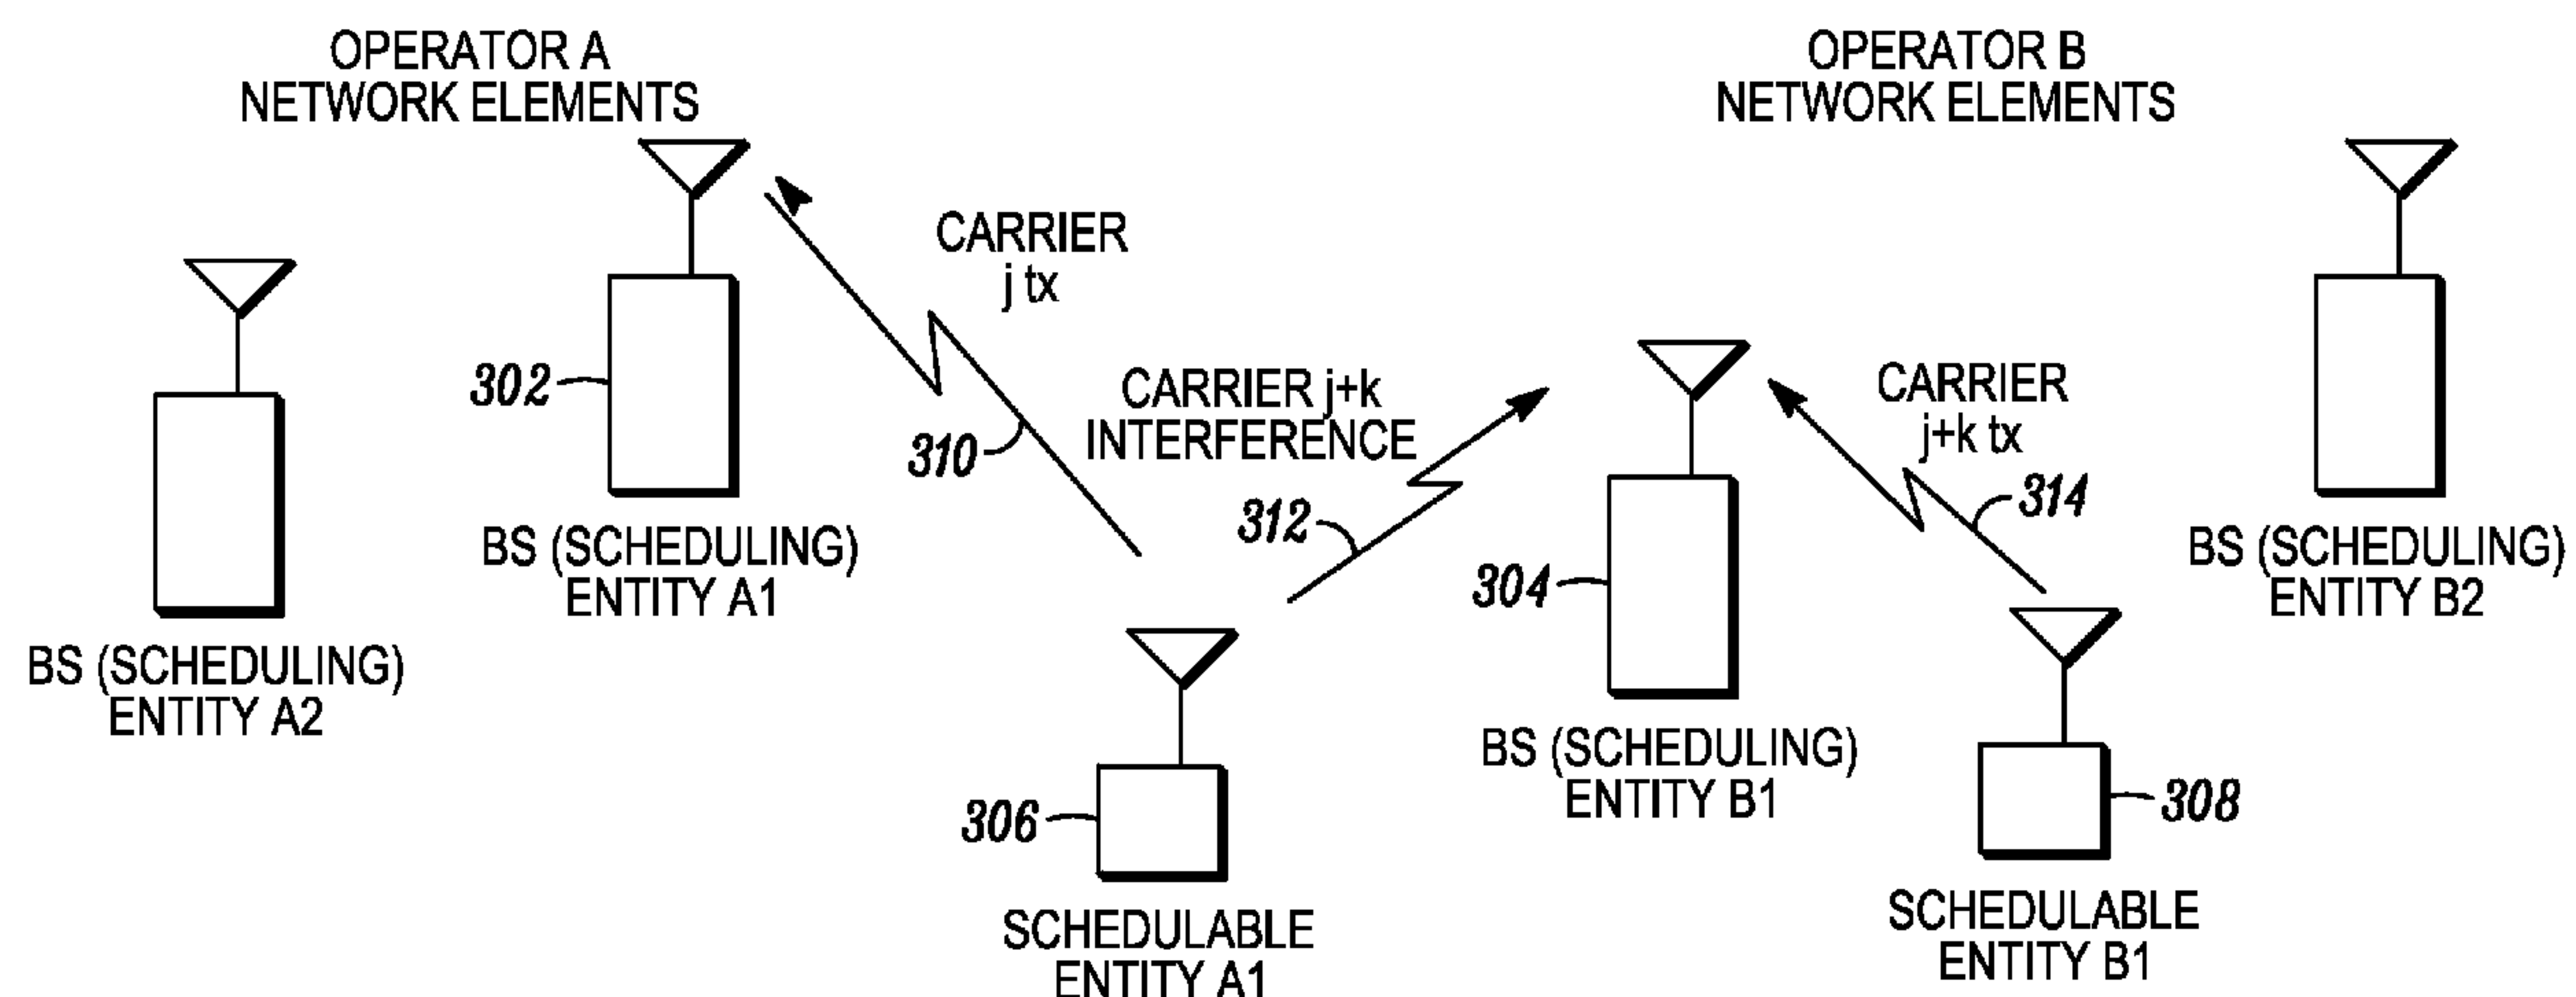 OPERATOR A
NETWORK ELEMENTS
OPERATOR B
NETWORK ELEMENTS
CARRIER
j tx
302
310
CARRIER j+k
INTERFERENCE
CARRIER
j+k tx
312
314
304
BS (SCHEDULING)
ENTITY A1
BS (SCHEDULING)
ENTITY B2
BS (SCHEDULING)
ENTITY A2
BS (SCHEDULING)
ENTITY B1
306
308
SCHEDULABLE
ENTITY A1
SCHEDULABLE
ENTITY B1